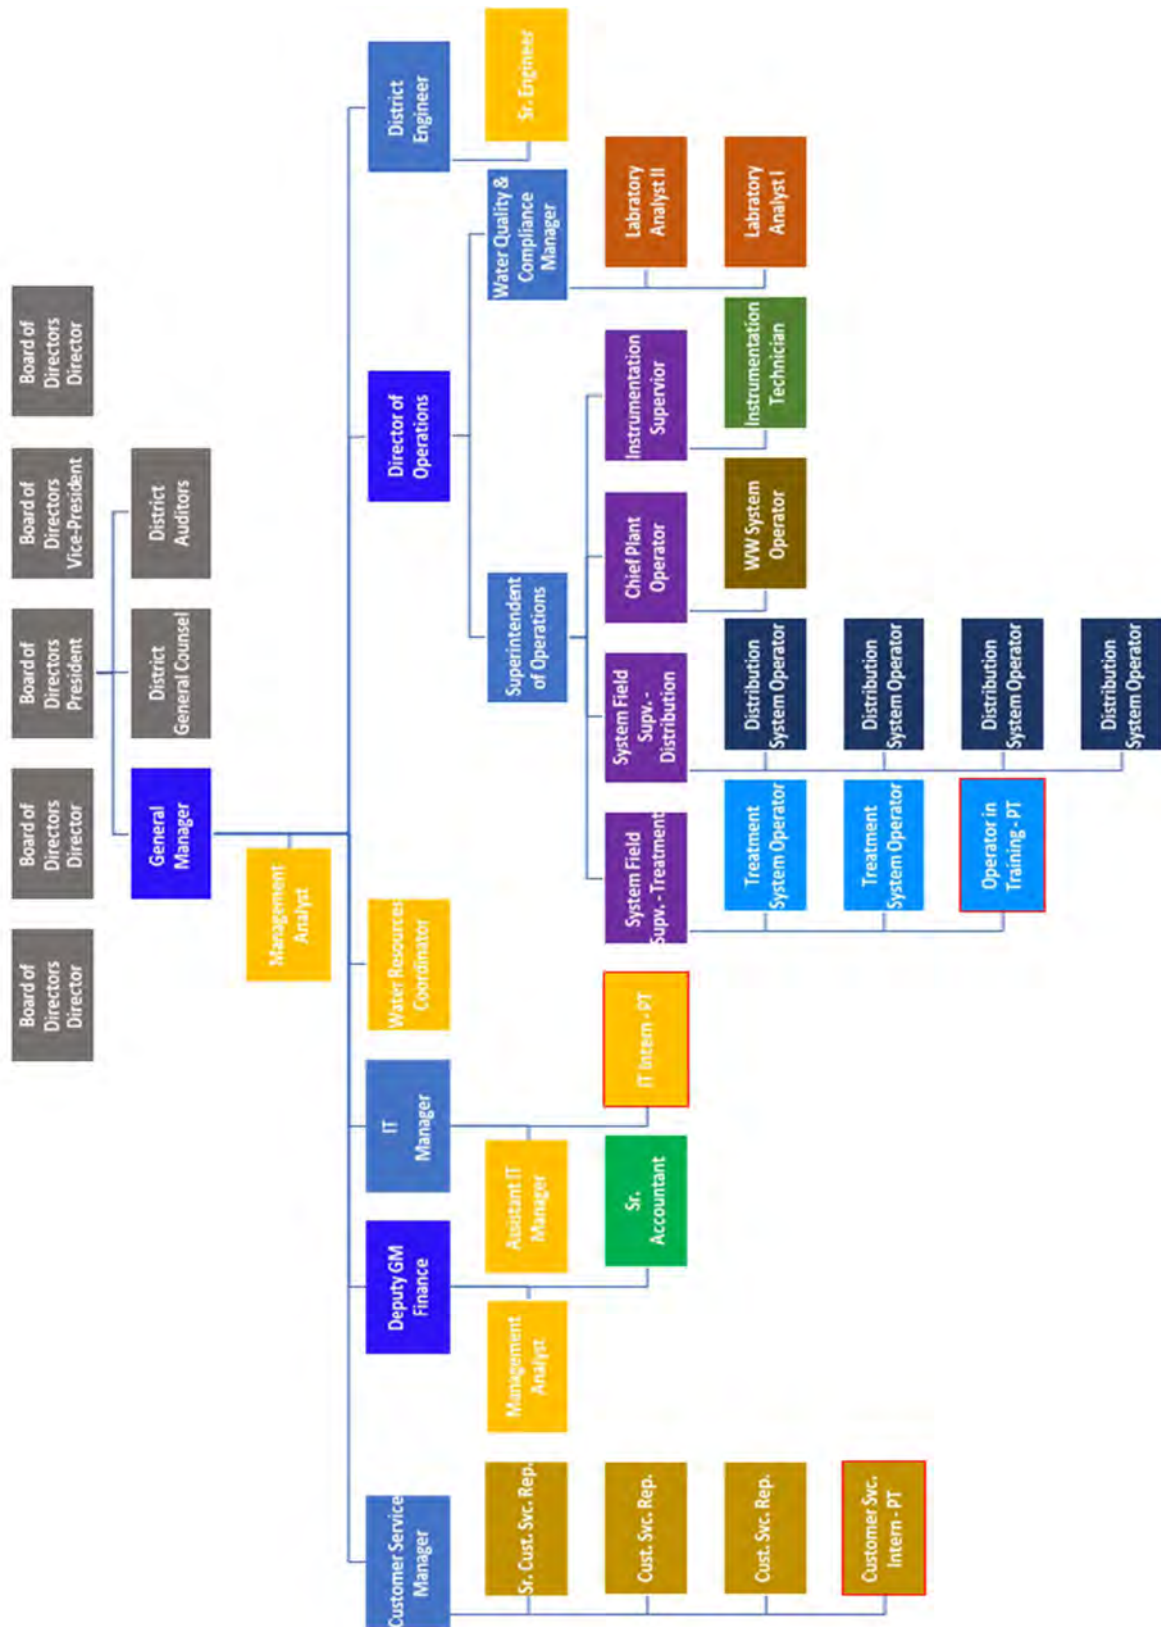 Board of
Directors
Director
Board of
Directors
Director
Board of
Directors
President
Board of
Directors
Vice-President
Board of
Directors
Director
General
Manager
District
General Counsel
District
Auditors
Management
Analyst
Customer Service
Manager
Deputy GM
Finance
IT
Manager
Water Resources
Coordinator
Director of
Operations
District
Engineer
Sr. Cust. Svc. Rep.
Management
Analyst
Assistant IT
Manager
Superintendent
of Operations
Water Quality &
Compliance
Manager
Sr. Engineer
Cust. Svc. Rep.
Sr.
Accountant
IT Intern - PT
System Field
Supv. - Treatment
System Field
Supv. -
Distribution
Chief Plant
Operator
Instrumentation
Supervior
Labratory
Analyst II
Cust. Svc. Rep.
Treatment
System Operator
Distribution
System Operator
WW System
Operator
Instrumentation
Technician
Labratory
Analyst I
Customer Svc.
Intern - PT
Treatment
System Operator
Distribution
System Operator
Operator in
Training - PT
Distribution
System Operator
Distribution
System Operator